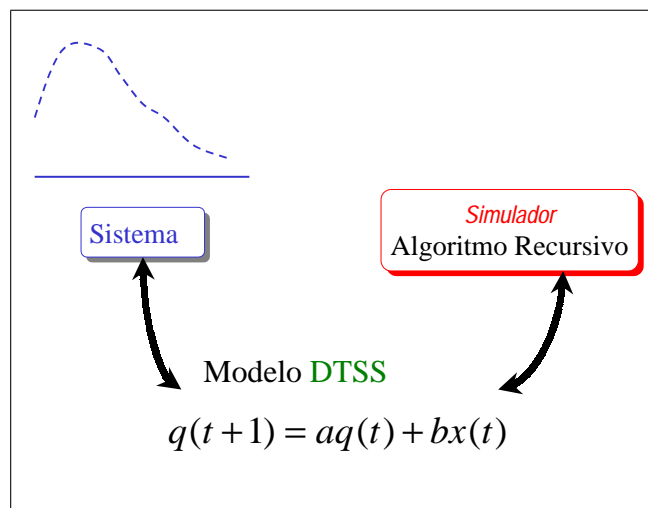 Sistema
Simulador
Algoritmo Recursivo
Modelo DTSS
q(t + 1) = aq(t) + bx(t)